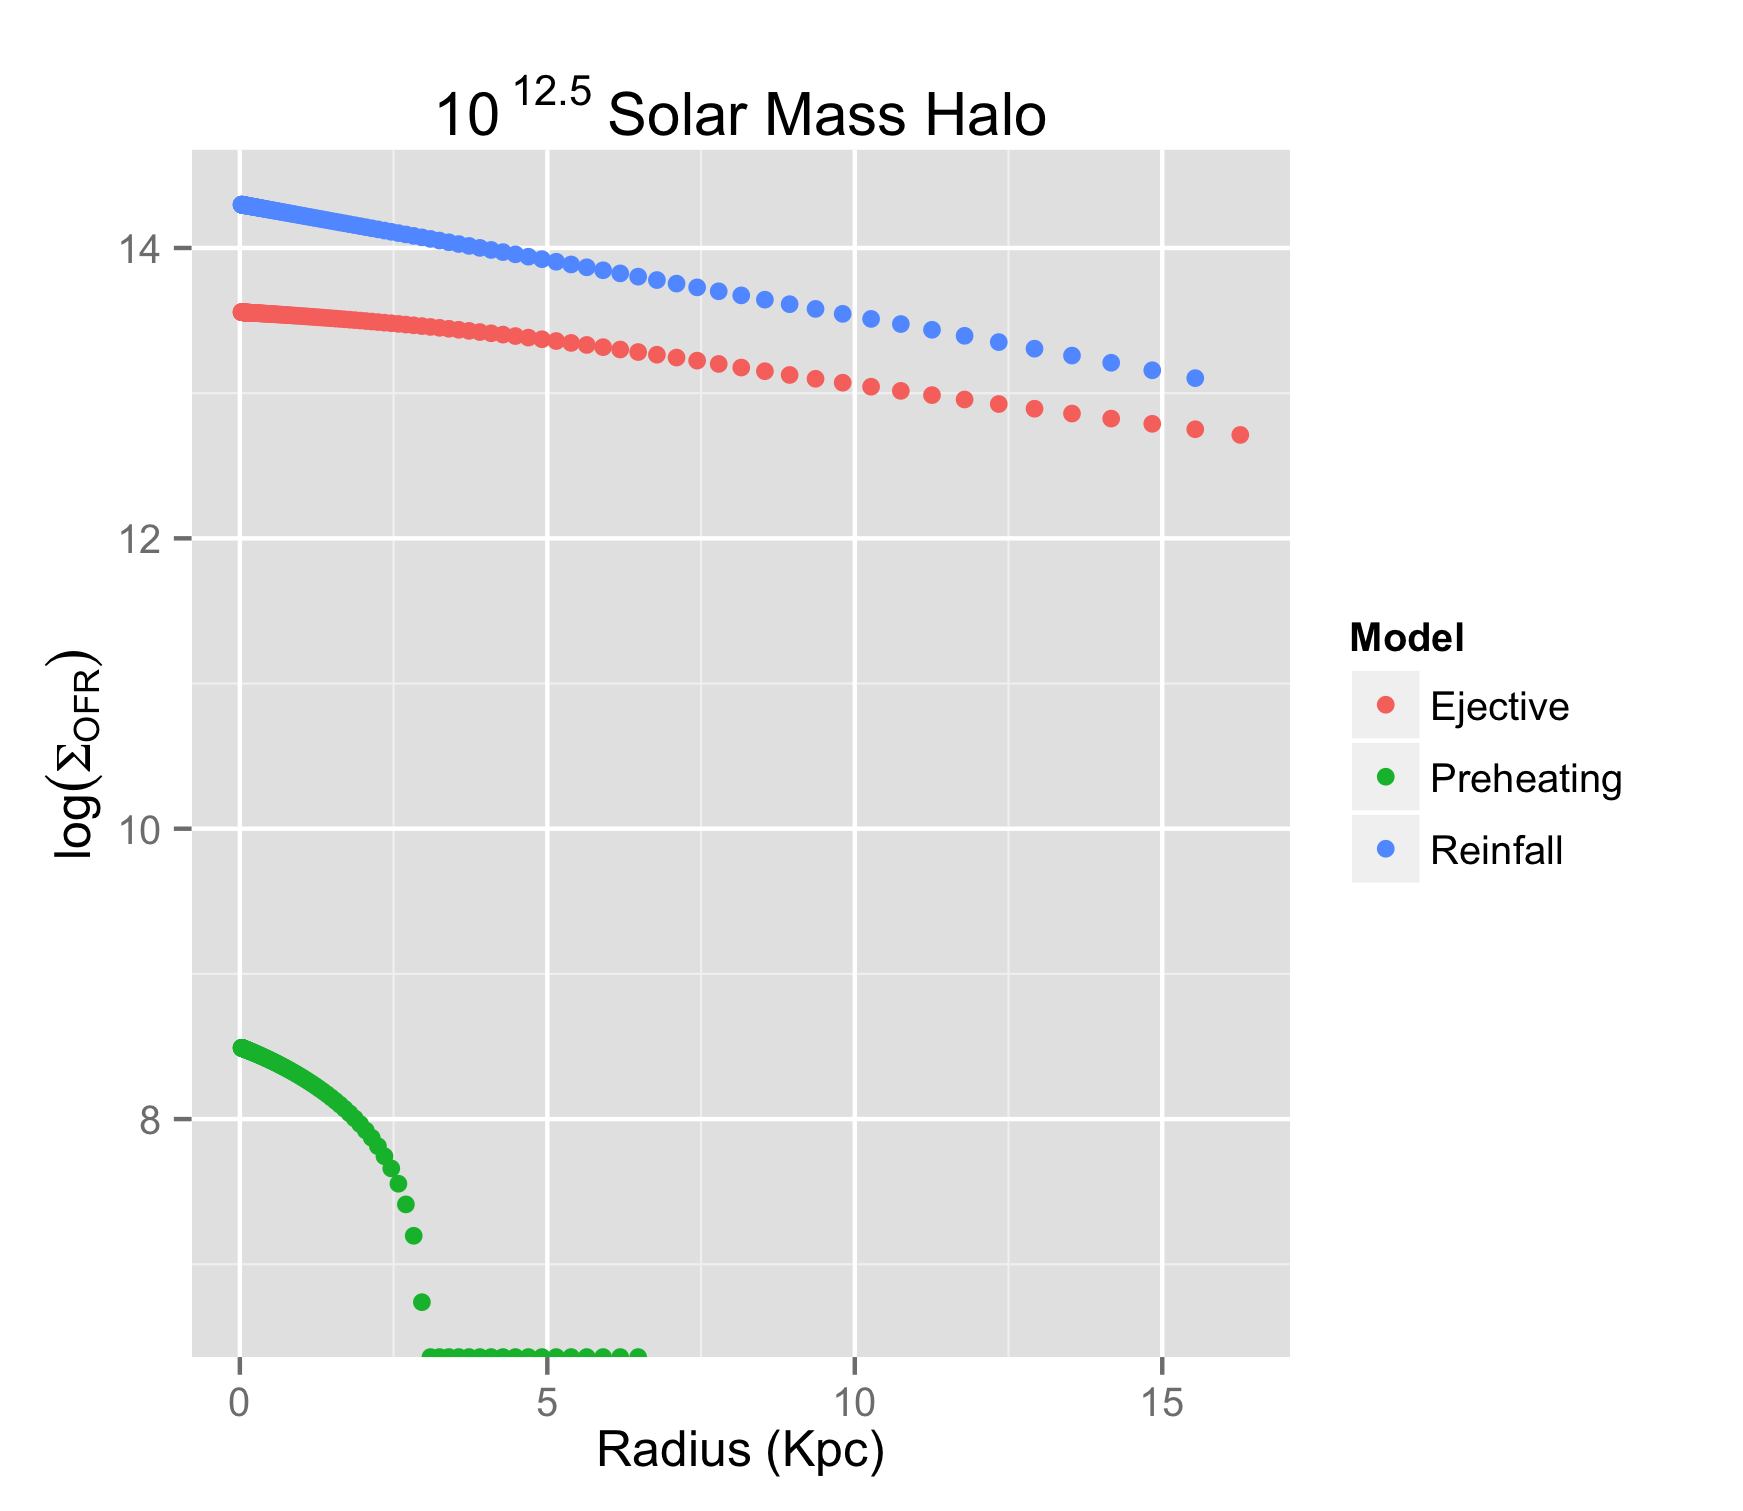 10 12.5 Solar Mass Halo
14
12
10
8
log(ΣOFR)
0 5 10 15
Radius (Kpc)
Model
Ejective
Preheating
Reinfall